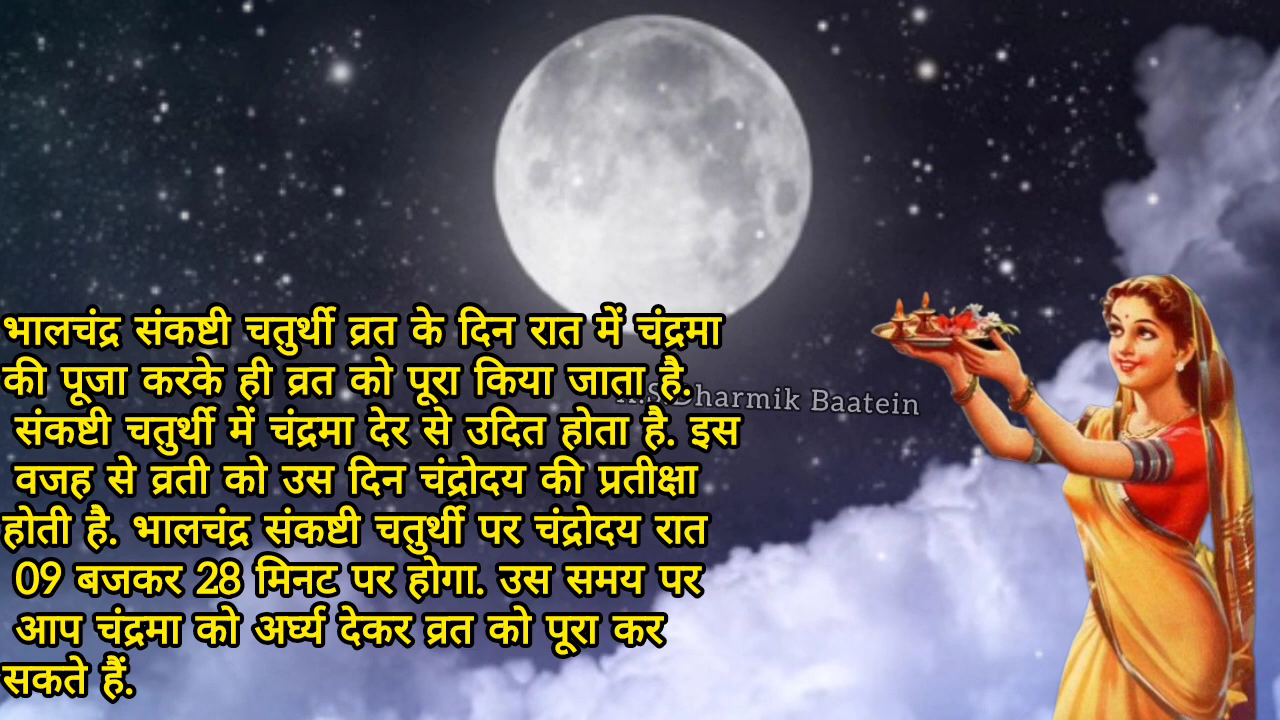 भालचंद्र संकष्टी चतुर्थी व्रत के दिन रात में चंद्रमा
की पूजा करके ही व्रत को पूरा किया जाता है.
संकष्टी चतुर्थी में चंद्रमा देर से उदित होता है. इस
वजह से व्रती को उस दिन चंद्रोदय की प्रतीक्षा
होती है. भालचंद्र संकष्टी चतुर्थी पर चंद्रोदय रात
09 बजकर 28 मिनट पर होगा. उस समय पर
आप चंद्रमा को अर्घ्य देकर व्रत को पूरा कर
सकते हैं.
Dharmik Baatein